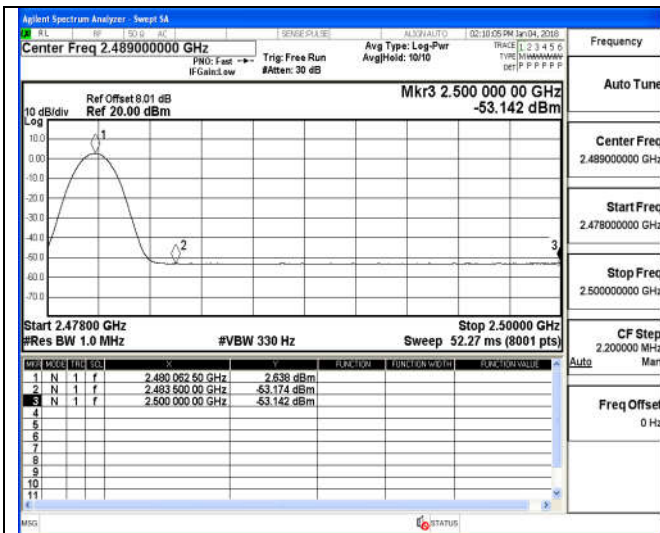 Agilent Spectrum Analyzer - Swept SA
RL RF 50 Ω AC SENSE:PULSE ALIGN AUTO 02:10:05 PM Jan 04, 2018
Center Freq 2.489000000 GHz
PNO: Fast
IFGain:Low
Trig: Free Run
#Atten: 30 dB
Avg Type: Log-Pwr
Avg|Hold: 10/10
TRACE 1 2 3 4 5 6
TYPE M
DET P P P P P P
Frequency
Auto Tune
Center Freq
2.489000000 GHz
Start Freq
2.478000000 GHz
Stop Freq
2.500000000 GHz
CF Step
2.200000 MHz
Auto Man
Freq Offset
0 Hz
Mkr3 2.500 000 00 GHz
-53.142 dBm
Ref Offset 8.01 dB
10 dB/div Ref 20.00 dBm
Log
10.0
0.00
-10.0
-20.0
-30.0
-40.0
-50.0
-60.0
-70.0
1
2
3
Start 2.47800 GHz Stop 2.50000 GHz
#Res BW 1.0 MHz #VBW 330 Hz Sweep 52.27 ms (8001 pts)
MKR MODE TRC SCL X Y FUNCTION FUNCTION WIDTH FUNCTION VALUE
1 N 1 f 2.480 062 50 GHz 2.638 dBm
2 N 1 f 2.483 500 00 GHz -53.174 dBm
3 N 1 f 2.500 000 00 GHz -53.142 dBm
4
5
6
7
8
9
10
11
MSG STATUS